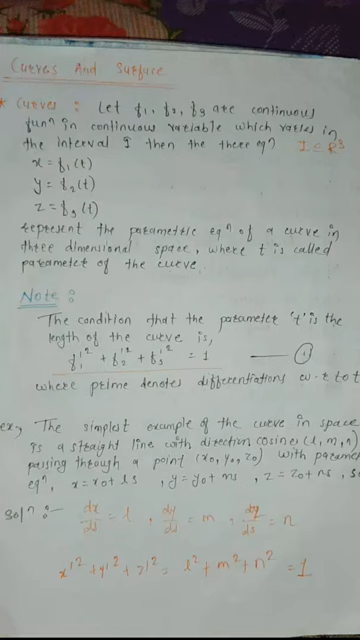 Curves And Surface
* Curves : Let f₁, f₂, f₃ are continuous
funⁿ in continuous variable which varies in
the interval I then the there eqⁿ I ⊆ R³
x = f₁(t)
y = f₂(t)
z = f₃(t)
represent the parametric eqⁿ of a curve in
three dimensional space, where t is called
parameter of the curve.
Note :
The condition that the parameter 't' is the
length of the curve is,
f₁'² + f₂'² + f₃'² = 1 —— ①
where prime denotes differentiations w.r to t
ex, The simplest example of the curve in space
is a straight line with direction cosines (l, m, n)
passing through a point (x₀, y₀, z₀) with parame
eqⁿ, x = x₀ + ls , y = y₀ + ms , z = z₀ + ns,
Solⁿ :- dx/ds = l , dy/ds = m , dz/ds = n
x'² + y'² + z'² = l² + m² + n² = 1